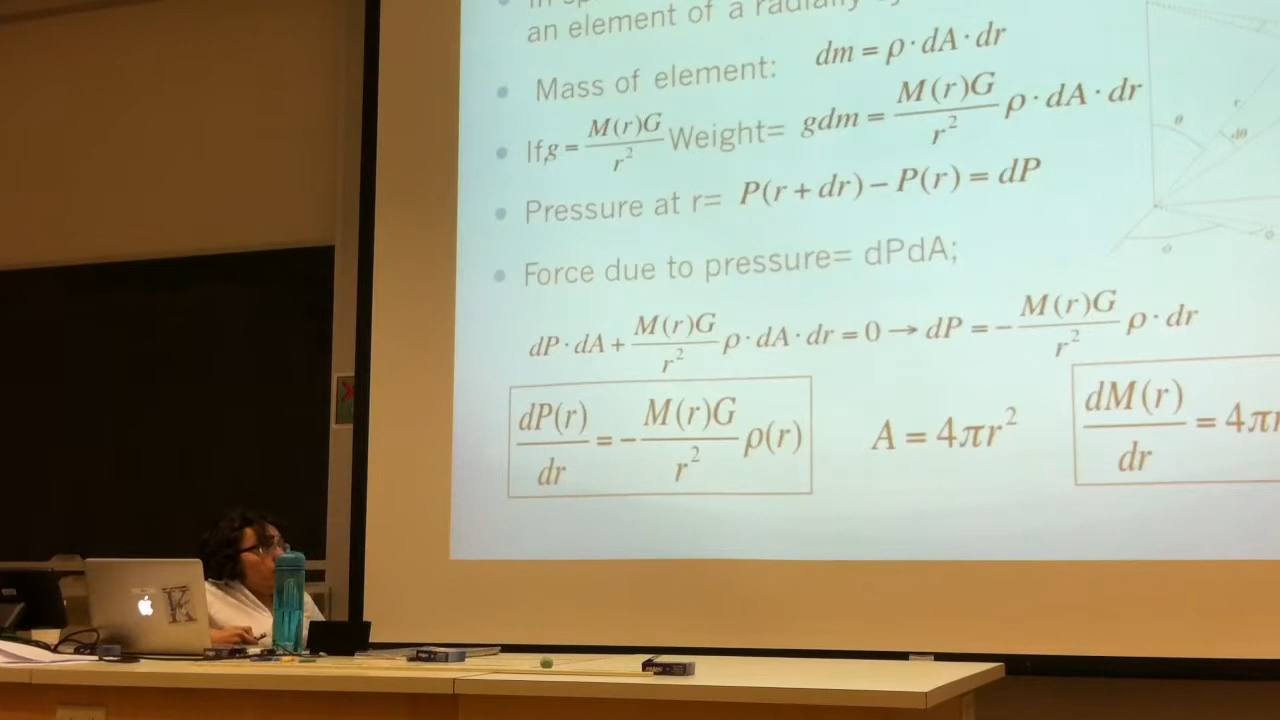 an element of a radially
• Mass of element: dm = ρ · dA · dr
• If g = M(r)G / r² Weight= gdm = M(r)G / r² ρ · dA · dr
• Pressure at r= P(r + dr) − P(r) = dP
• Force due to pressure= dPdA;
dP · dA + M(r)G / r² ρ · dA · dr = 0 → dP = − M(r)G / r² ρ · dr
dP(r) / dr = − M(r)G / r² ρ(r) A = 4πr² dM(r) / dr = 4π
θ
r
dθ
K